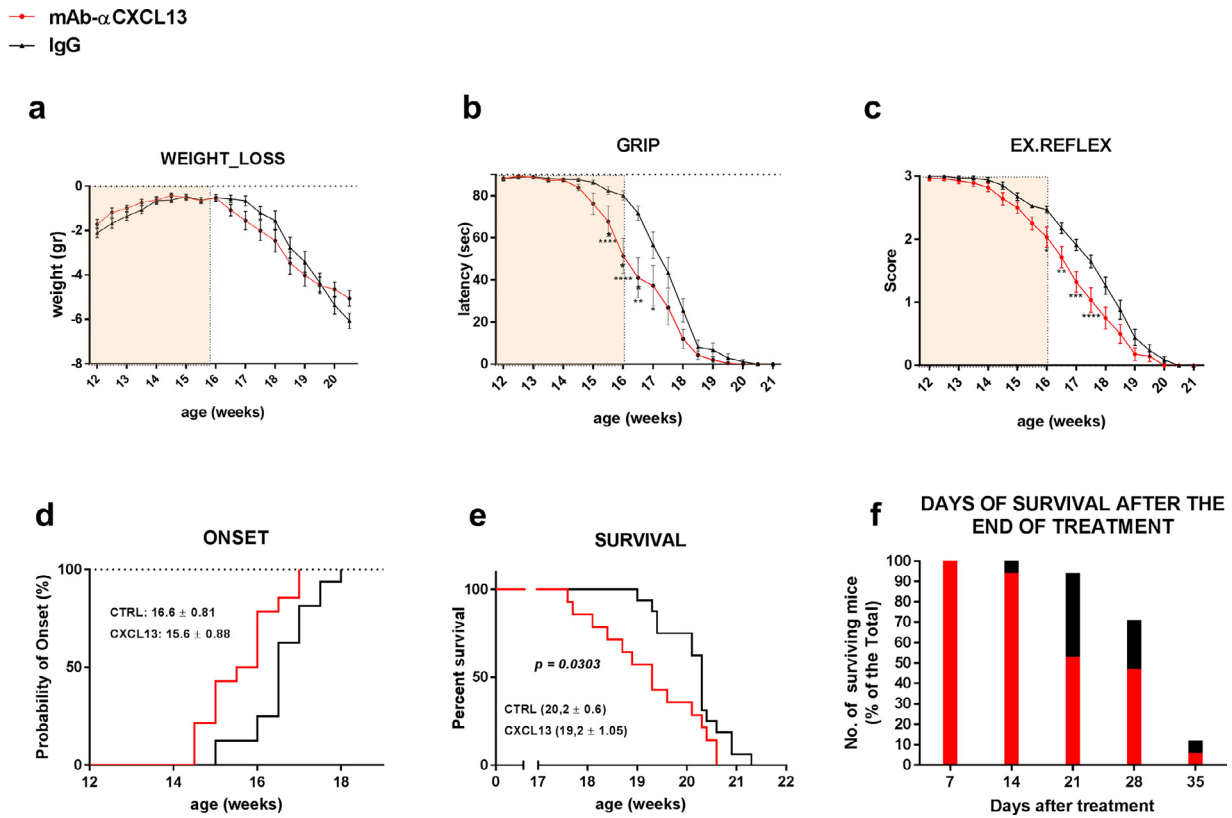 mAb-αCXCL13
IgG
a
WEIGHT_LOSS
weight (gr)
0
-2
-4
-6
-8
12
13
14
15
16
17
18
19
20
age (weeks)
b
GRIP
latency (sec)
80
60
40
20
0
****
****
**
*
12
13
14
15
16
17
18
19
20
21
age (weeks)
c
EX.REFLEX
Score
3
2
1
0
*
**
***
****
12
13
14
15
16
17
18
19
20
21
age (weeks)
d
ONSET
Probability of Onset (%)
100
50
0
CTRL: 16.6 ± 0.81
CXCL13: 15.6 ± 0.88
12
14
16
18
age (weeks)
e
SURVIVAL
Percent survival
100
50
0
p = 0.0303
CTRL (20,2 ± 0.6)
CXCL13 (19,2 ± 1.05)
0
17
18
19
20
21
22
age (weeks)
f
DAYS OF SURVIVAL AFTER THE
END OF TREATMENT
No. of surviving mice
(% of the Total)
100
90
80
70
60
50
40
30
20
10
0
7
14
21
28
35
Days after treatment